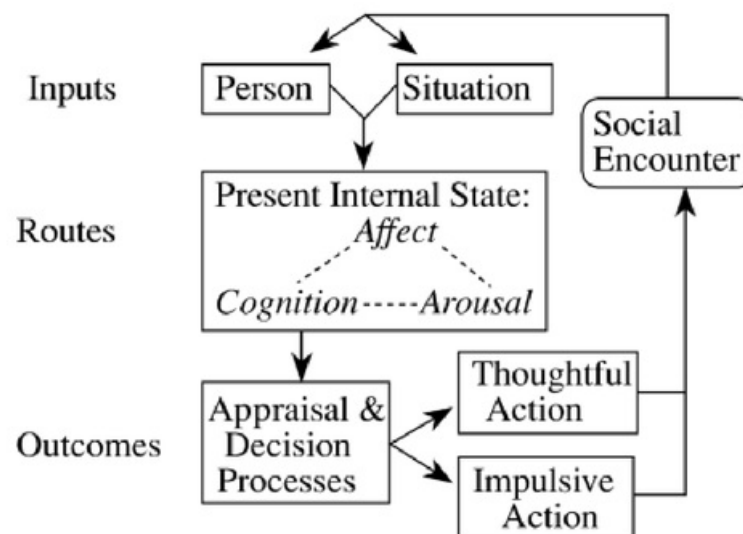 Inputs
Person
Situation
Social
Encounter
Routes
Present Internal State:
Affect
Cognition
Arousal
Outcomes
Appraisal &
Decision
Processes
Thoughtful
Action
Impulsive
Action